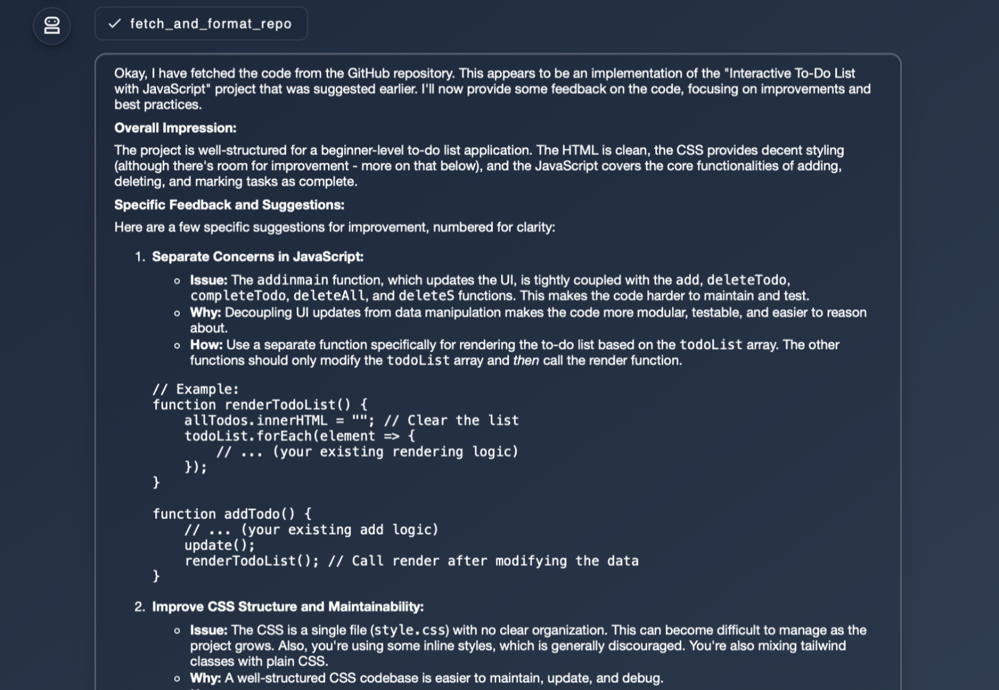 ✓ fetch_and_format_repo
Okay, I have fetched the code from the GitHub repository. This appears to be an implementation of the "Interactive To-Do List
with JavaScript" project that was suggested earlier. I'll now provide some feedback on the code, focusing on improvements and
best practices.
Overall Impression:
The project is well-structured for a beginner-level to-do list application. The HTML is clean, the CSS provides decent styling
(although there's room for improvement - more on that below), and the JavaScript covers the core functionalities of adding,
deleting, and marking tasks as complete.
Specific Feedback and Suggestions:
Here are a few specific suggestions for improvement, numbered for clarity:
1. Separate Concerns in JavaScript:
Issue: The addinmain function, which updates the UI, is tightly coupled with the add, deleteTodo,
completeTodo, deleteAll, and deleteS functions. This makes the code harder to maintain and test.
Why: Decoupling UI updates from data manipulation makes the code more modular, testable, and easier to reason
about.
How: Use a separate function specifically for rendering the to-do list based on the todoList array. The other
functions should only modify the todoList array and then call the render function.
// Example:
function renderTodoList() {
    allTodos.innerHTML = ""; // Clear the list
    todoList.forEach(element => {
        // ... (your existing rendering logic)
    });
}
function addTodo() {
    // ... (your existing add logic)
    update();
    renderTodoList(); // Call render after modifying the data
}
2. Improve CSS Structure and Maintainability:
Issue: The CSS is a single file (style.css) with no clear organization. This can become difficult to manage as the
project grows. Also, you're using some inline styles, which is generally discouraged. You're also mixing tailwind
classes with plain CSS.
Why: A well-structured CSS codebase is easier to maintain, update, and debug.